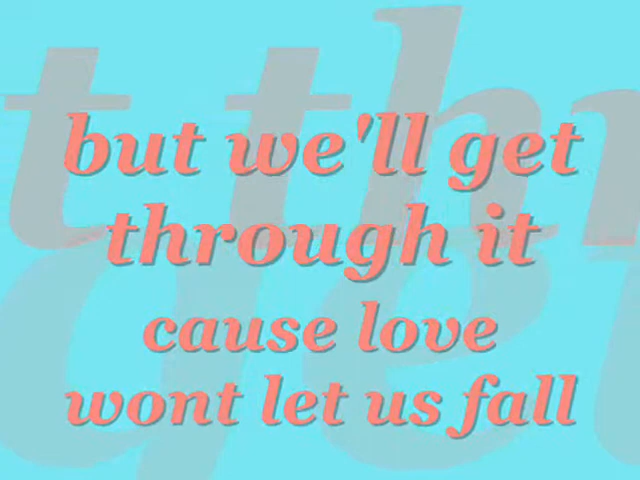 but we'll get
through it
cause love
wont let us fall